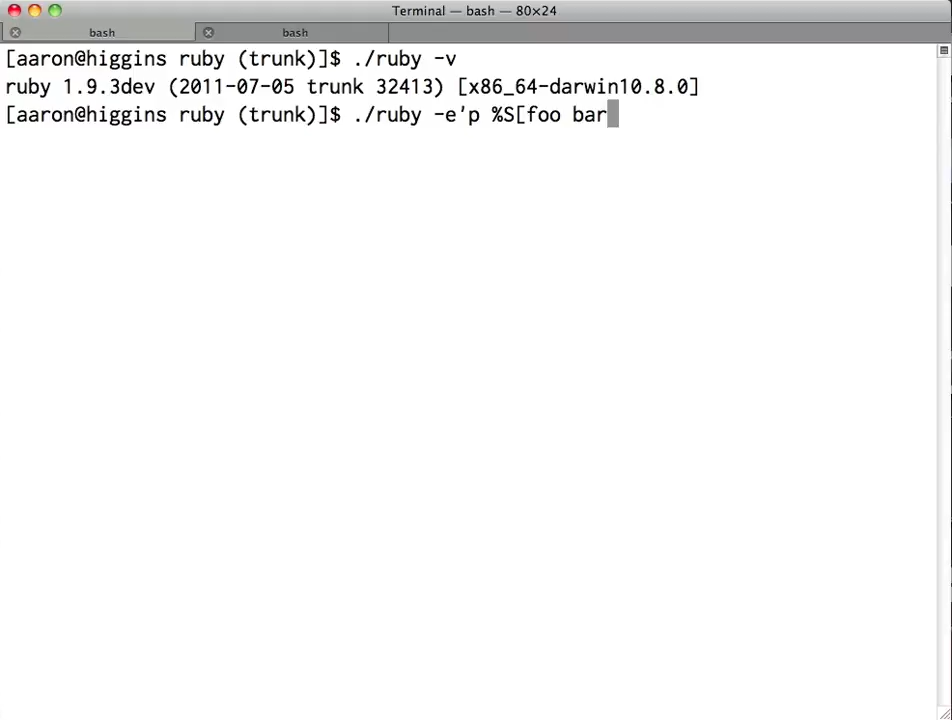 Terminal — bash — 80×24
bash bash
[aaron@higgins ruby (trunk)]$ ./ruby -v
ruby 1.9.3dev (2011-07-05 trunk 32413) [x86_64-darwin10.8.0]
[aaron@higgins ruby (trunk)]$ ./ruby -e'p %S[foo bar